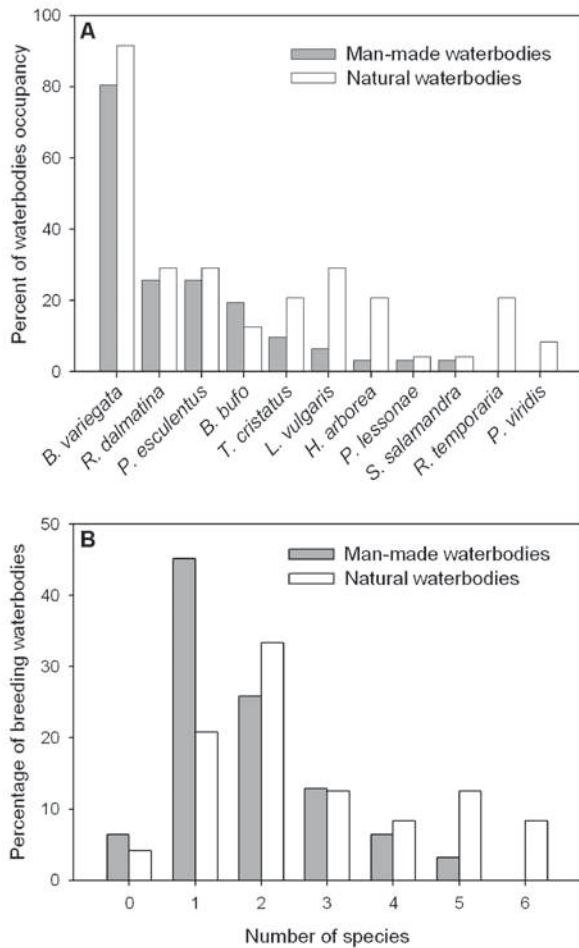 A
Man-made waterbodies
Natural waterbodies
Percent of waterbodies occupancy
100
80
60
40
20
0
B. variegata
R. dalmatina
P. esculentus
B. bufo
T. cristatus
L. vulgaris
H. arborea
P. lessonae
S. salamandra
R. temporaria
P. viridis
B
Man-made waterbodies
Natural waterbodies
Percentage of breeding waterbodies
50
40
30
20
10
0
0 1 2 3 4 5 6
Number of species